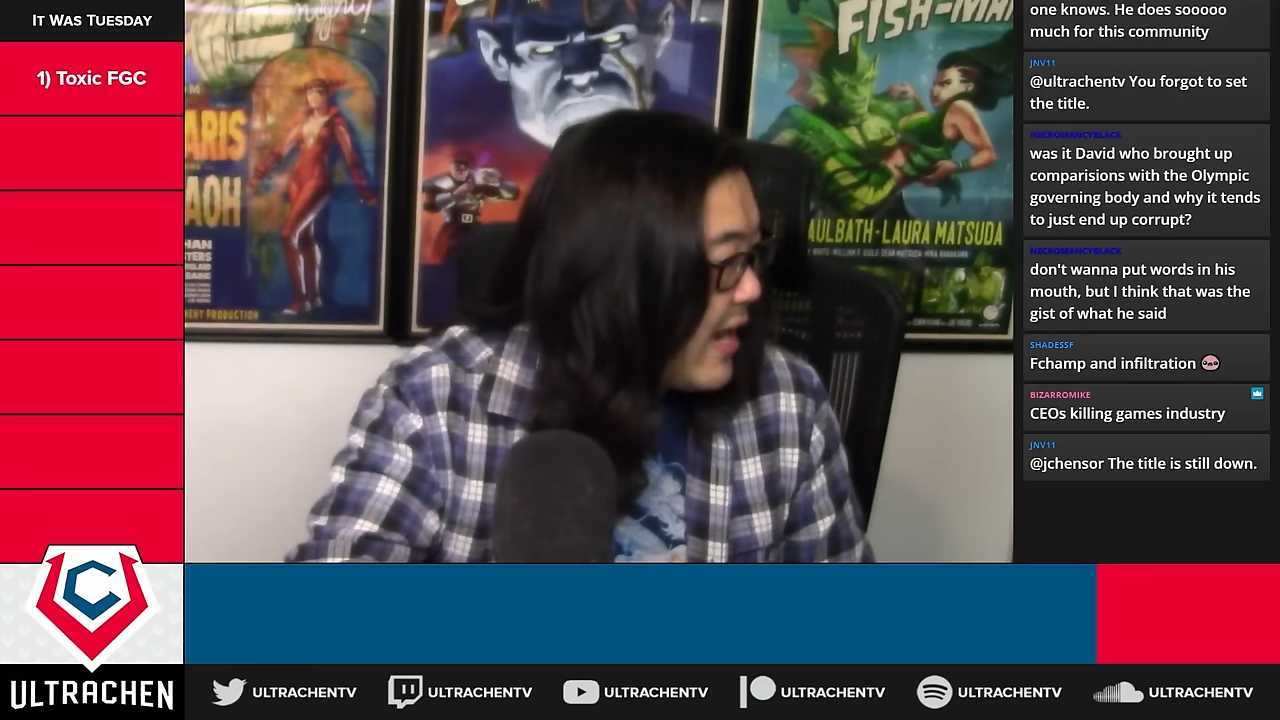 IT WAS TUESDAY
1) Toxic FGC
FISH-MA
ARIS
AOH
HAN
AULBATH-LAURA MATSUDA
ENT PRODUCTION
one knows. He does sooooo
much for this community
JNV11
@ultrachentv You forgot to set
the title.
NECROMANCYBLACK
was it David who brought up
comparisions with the Olympic
governing body and why it tends
to just end up corrupt?
NECROMANCYBLACK
don't wanna put words in his
mouth, but I think that was the
gist of what he said
SHADESSF
Fchamp and infiltration
BIZARROMIKE
CEOs killing games industry
JNV11
@jchensor The title is still down.
ULTRACHEN
ULTRACHENTV
ULTRACHENTV
ULTRACHENTV
ULTRACHENTV
ULTRACHENTV
ULTRACHENTV